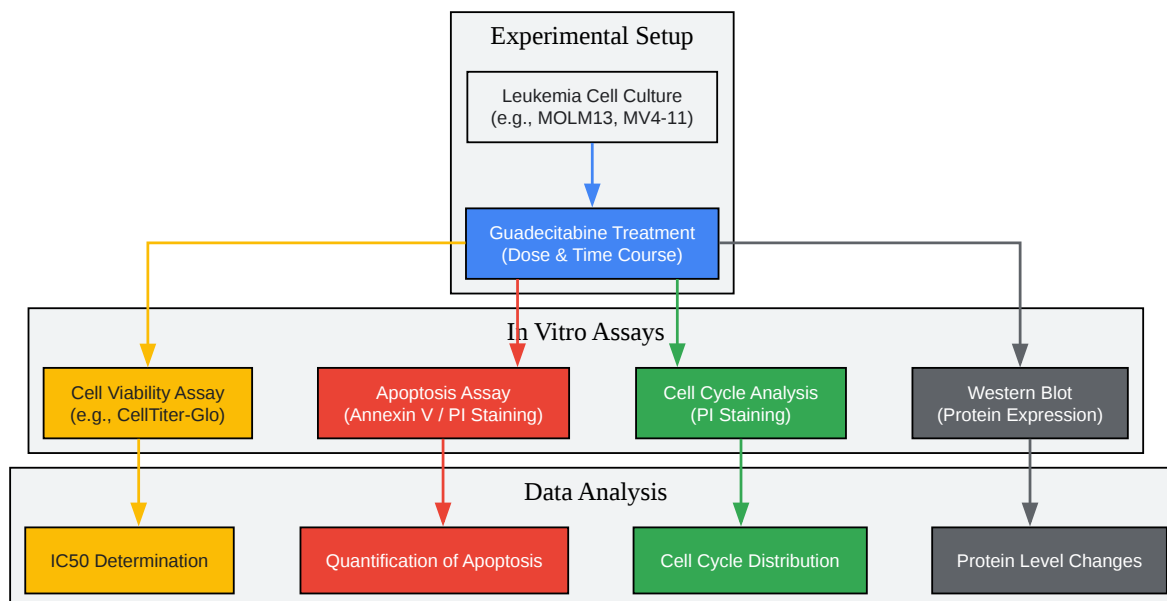 Experimental Setup
Leukemia Cell Culture
(e.g., MOLM13, MV4-11)
Guadecitabine Treatment
(Dose & Time Course)
In Vitro Assays
Cell Viability Assay
(e.g., CellTiter-Glo)
Apoptosis Assay
(Annexin V / PI Staining)
Cell Cycle Analysis
(PI Staining)
Western Blot
(Protein Expression)
Data Analysis
IC50 Determination
Quantification of Apoptosis
Cell Cycle Distribution
Protein Level Changes